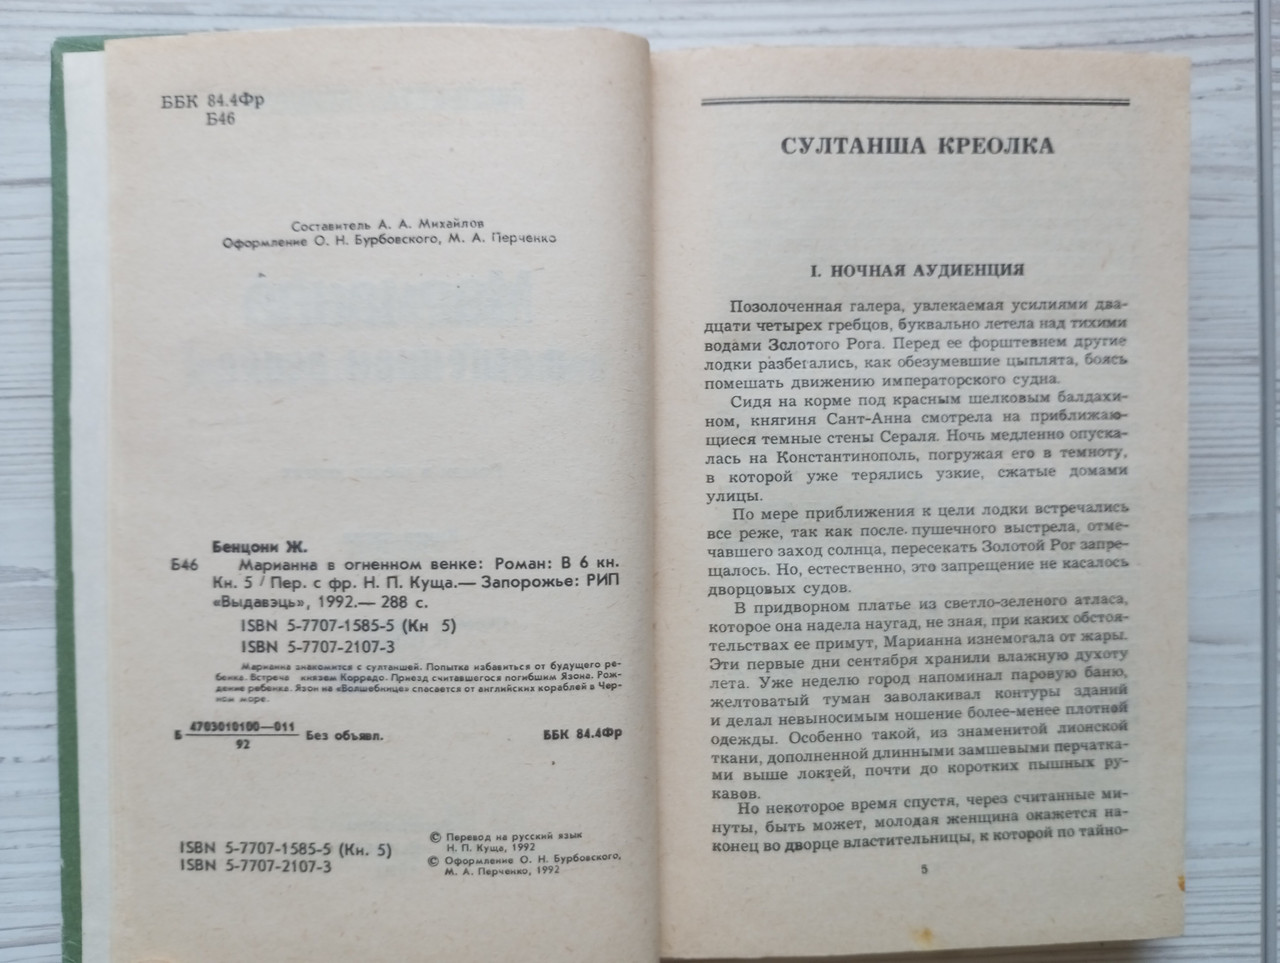 ББК 84.4Фр
Б46
Составитель А. А. Михайлов
Оформление О. Н. Бурбовского, М. А. Перченко
Бенцони Ж.
Б46 Марианна в огненном венке: Роман: В 6 кн.
Кн. 5 / Пер. с фр. Н. П. Куща.— Запорожье: РИП
«Выдавэць», 1992.— 288 с.
ISBN 5-7707-1585-5 (Кн 5)
ISBN 5-7707-2107-3
Марианна знакомится с султаншей. Попытка избавиться от будущего ре-
бенка. Встреча князем Коррадо. Приезд считавшегося погибшим Язона. Рож-
дение ребенка. Язон на «Волшебнице» спасается от английских кораблей в Чер-
ном море.
Б 4703010100—011
92
Без объявл.
ББК 84.4Фр
ISBN 5-7707-1585-5 (Кн. 5)
ISBN 5-7707-2107-3
© Перевод на русский язык
Н. П. Куща, 1992
© Оформление О. Н. Бурбовского,
М. А. Перченко, 1992
СУЛТАНША КРЕОЛКА
I. НОЧНАЯ АУДИЕНЦИЯ
Позолоченная галера, увлекаемая усилиями два-
дцати четырех гребцов, буквально летела над тихими
водами Золотого Рога. Перед ее форштевнем другие
лодки разбегались, как обезумевшие цыплята, боясь
помешать движению императорского судна.
Сидя на корме под красным шелковым балдахи-
ном, княгиня Сант-Анна смотрела на приближаю-
щиеся темные стены Сераля. Ночь медленно опуска-
лась на Константинополь, погружая его в темноту,
в которой уже терялись узкие, сжатые домами
улицы.
По мере приближения к цели лодки встречались
все реже, так как после пушечного выстрела, отме-
чавшего заход солнца, пересекать Золотой Рог запре-
щалось. Но, естественно, это запрещение не касалось
дворцовых судов.
В придворном платье из светло-зеленого атласа,
которое она надела наугад, не зная, при каких обстоя-
тельствах ее примут, Марианна изнемогала от жары.
Эти первые дни сентября хранили влажную духоту
лета. Уже неделю город напоминал паровую баню,
желтоватый туман заволакивал контуры зданий
и делал невыносимым ношение более-менее плотной
одежды. Особенно такой, из знаменитой лионской
ткани, дополненной длинными замшевыми перчатка-
ми выше локтей, почти до коротких пышных ру-
кавов.
Но некоторое время спустя, через считанные ми-
нуты, быть может, молодая женщина окажется на-
конец во дворце властительницы, к которой по тайно-
5